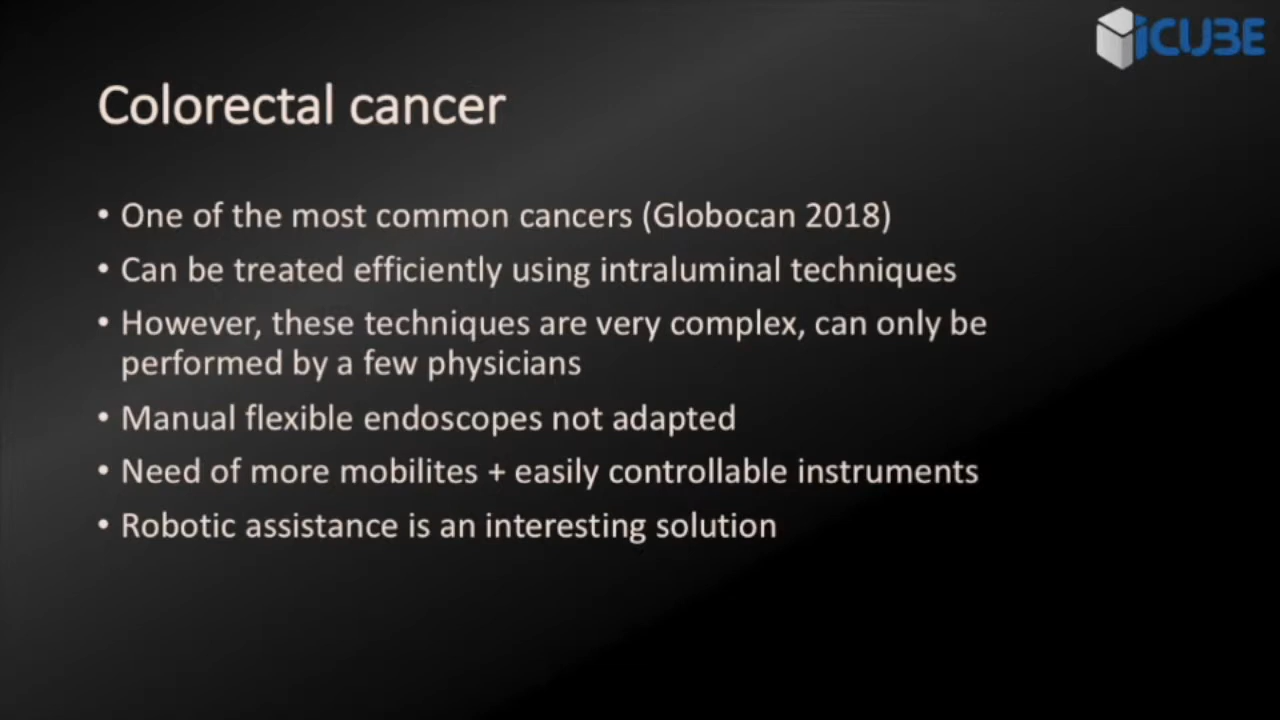 iCUBE
Colorectal cancer
• One of the most common cancers (Globocan 2018)
• Can be treated efficiently using intraluminal techniques
• However, these techniques are very complex, can only be
performed by a few physicians
• Manual flexible endoscopes not adapted
• Need of more mobilites + easily controllable instruments
• Robotic assistance is an interesting solution